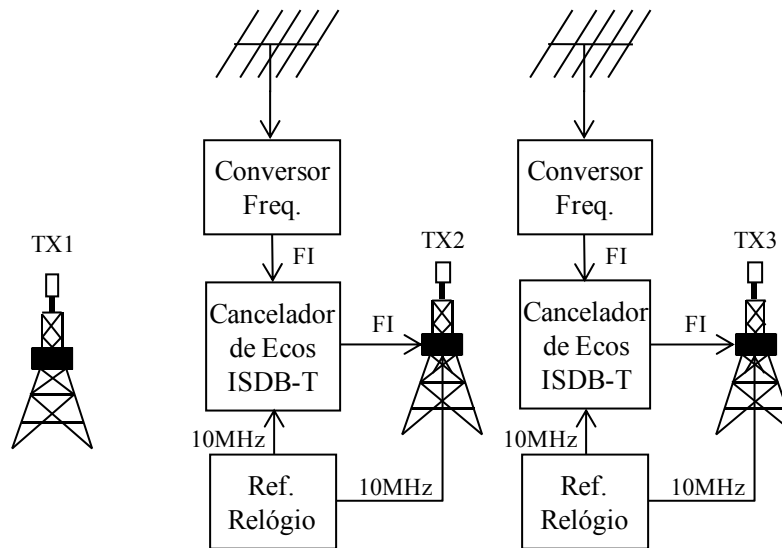 Conversor
Freq.
Conversor
Freq.
TX1
TX2
TX3
FI
FI
Cancelador
de Ecos
ISDB-T
FI
Cancelador
de Ecos
ISDB-T
FI
10MHz
10MHz
Ref.
Relógio
10MHz
Ref.
Relógio
10MHz